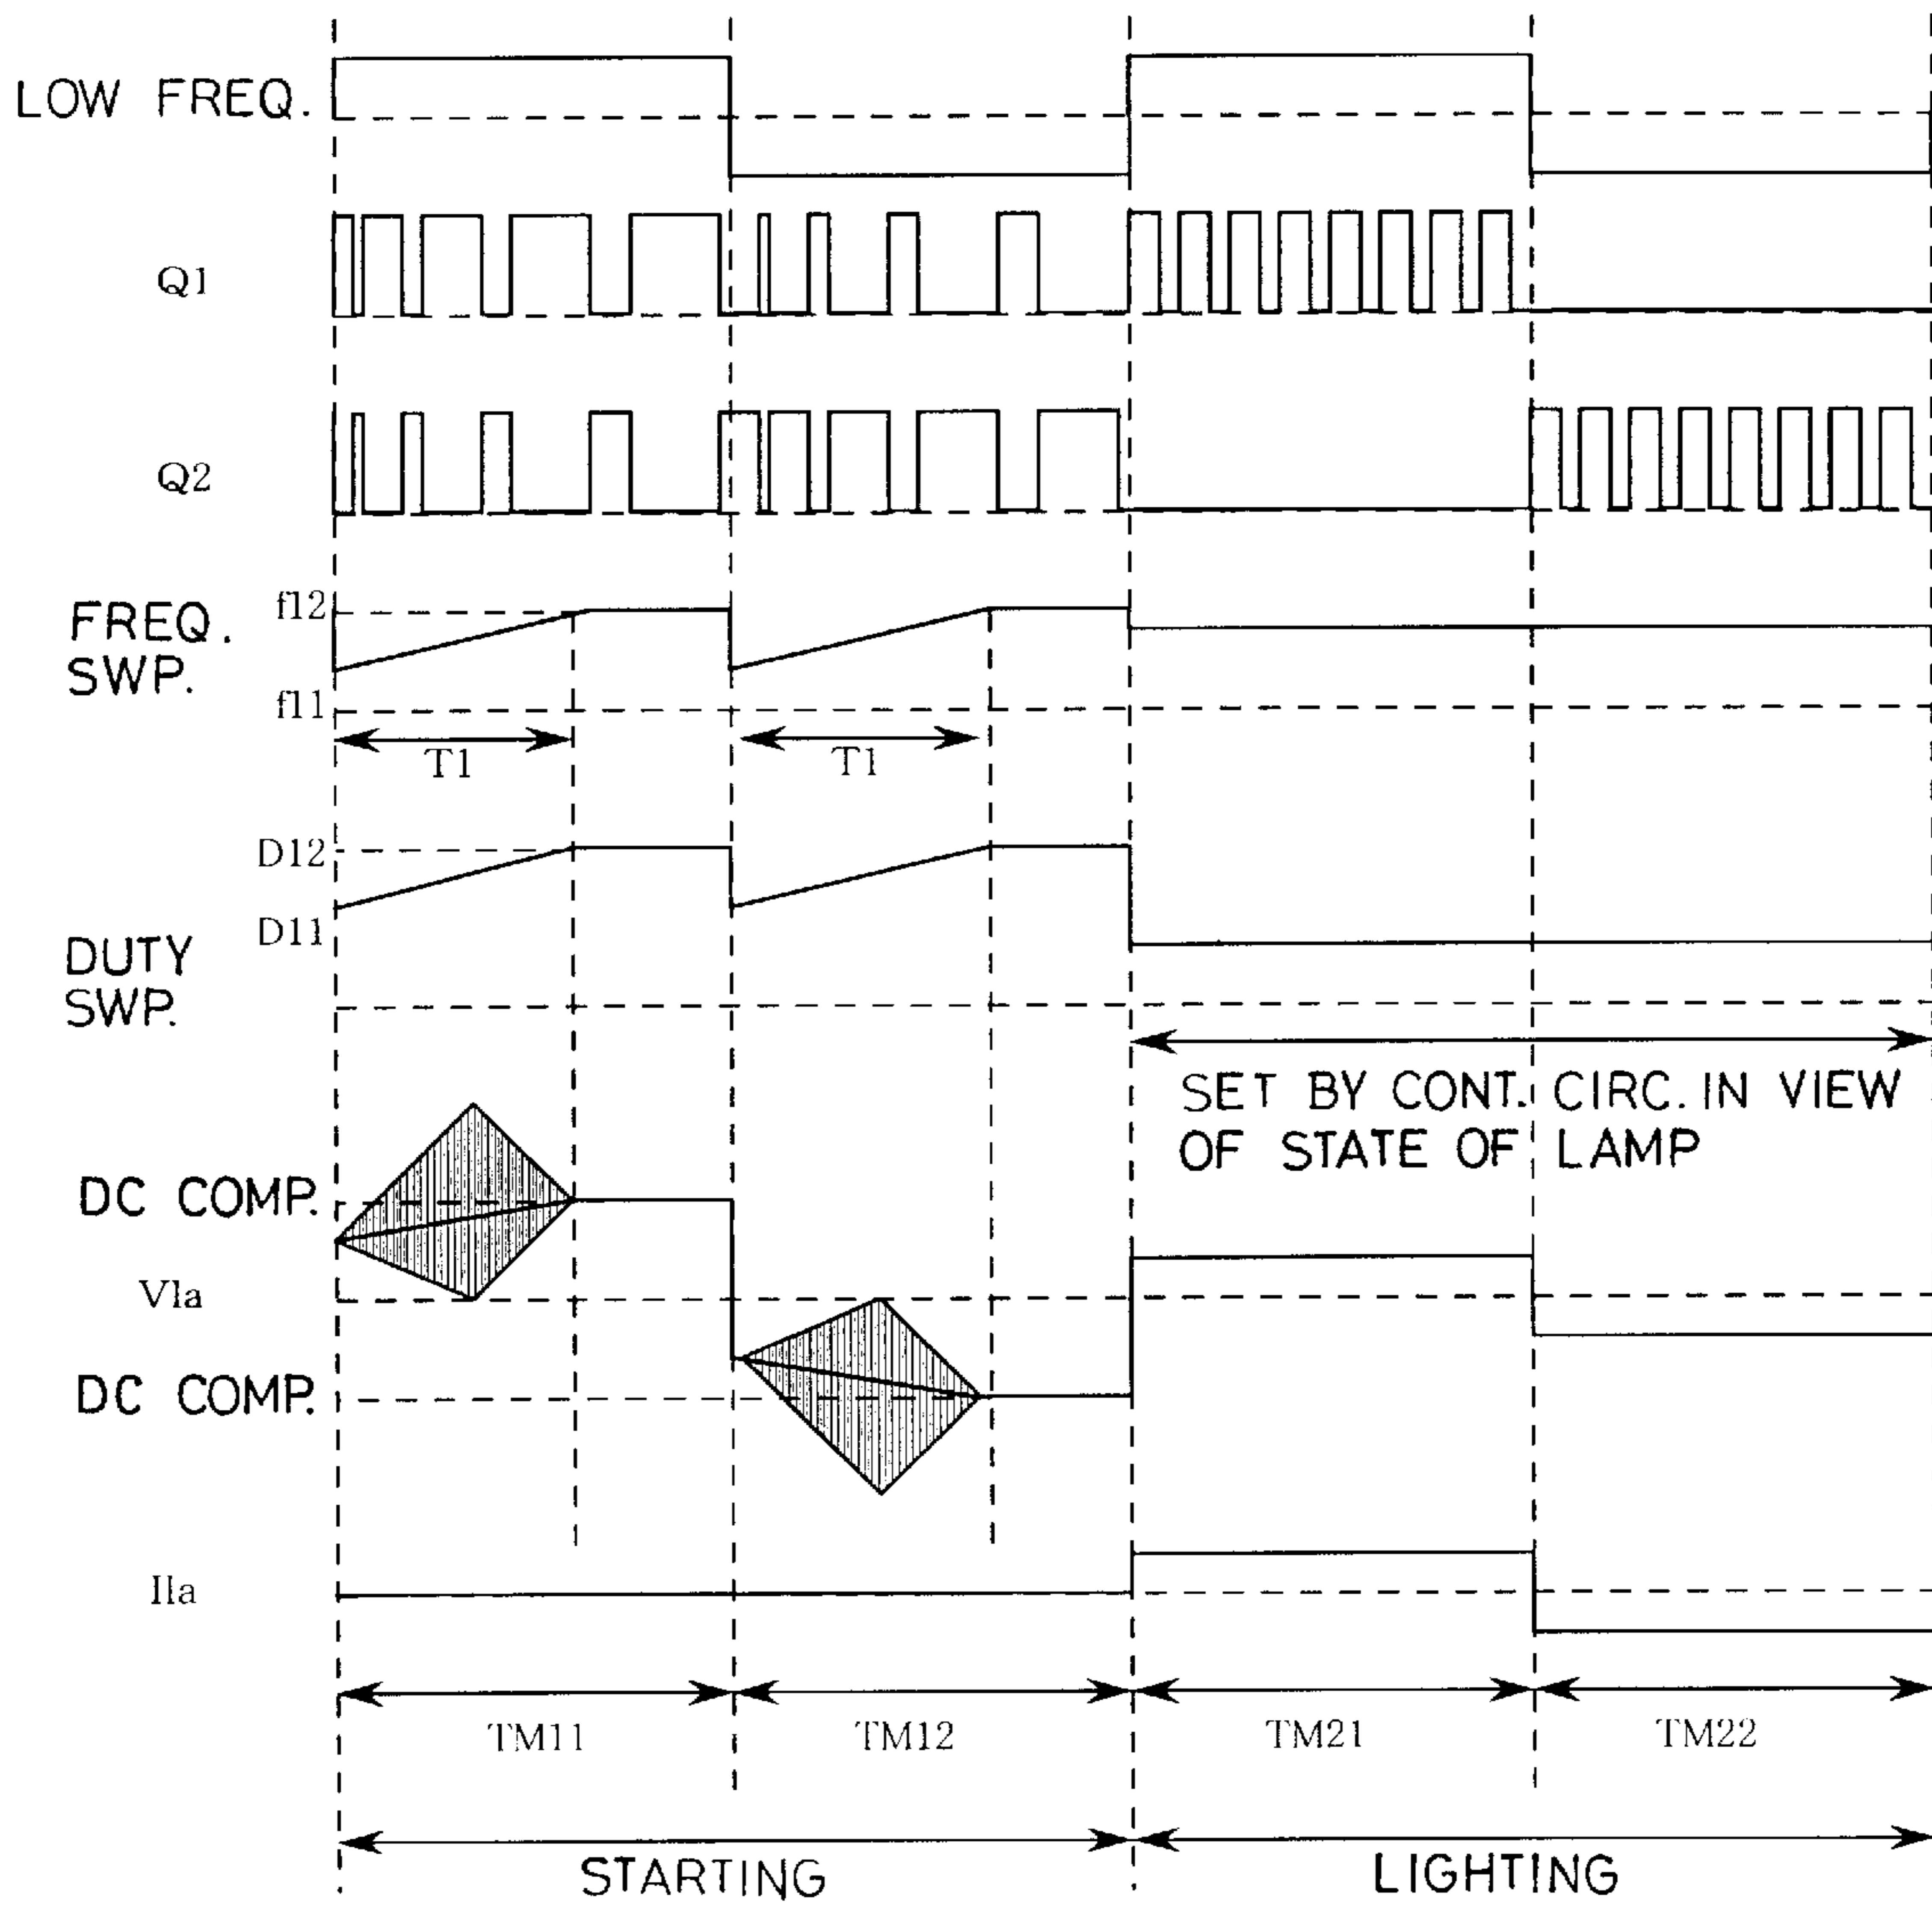 LOW FREQ.
Q1
Q2
FREQ.
SWP.
f12
f11
T1
T1
D12
D11
DUTY
SWP.
SET BY CONT. CIRC. IN VIEW
OF STATE OF LAMP
DC COMP.
Vla
DC COMP.
Ila
TM11
TM12
TM21
TM22
STARTING
LIGHTING